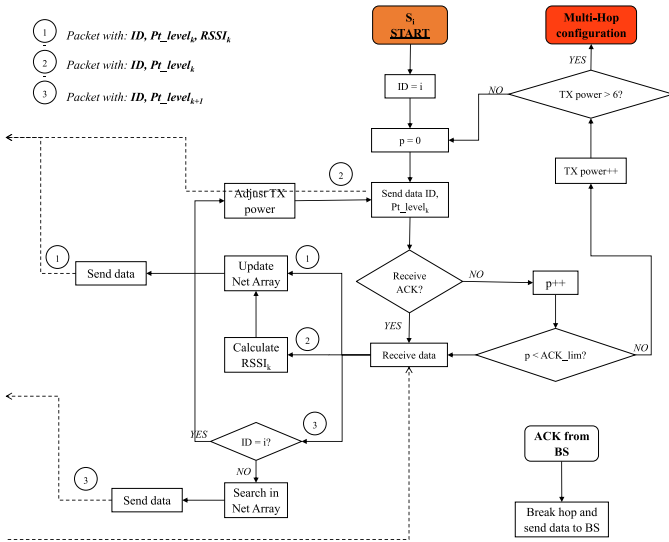 S_i
START
Multi-Hop
configuration
1 Packet with: ID, Pt_level_k, RSSI_k
2 Packet with: ID, Pt_level_k
3 Packet with: ID, Pt_level_{k+1}
YES
ID = i
NO
TX power > 6?
p = 0
2
TX power++
Adjust TX
power
Send data ID,
Pt_level_k
1
Send data
Update
Net Array
1
Receive
ACK?
NO
p++
YES
Calculate
RSSI_k
2
Receive data
p < ACK_lim?
NO
YES
ID = i?
3
NO
ACK from
BS
3
Send data
Search in
Net Array
Break hop and
send data to BS